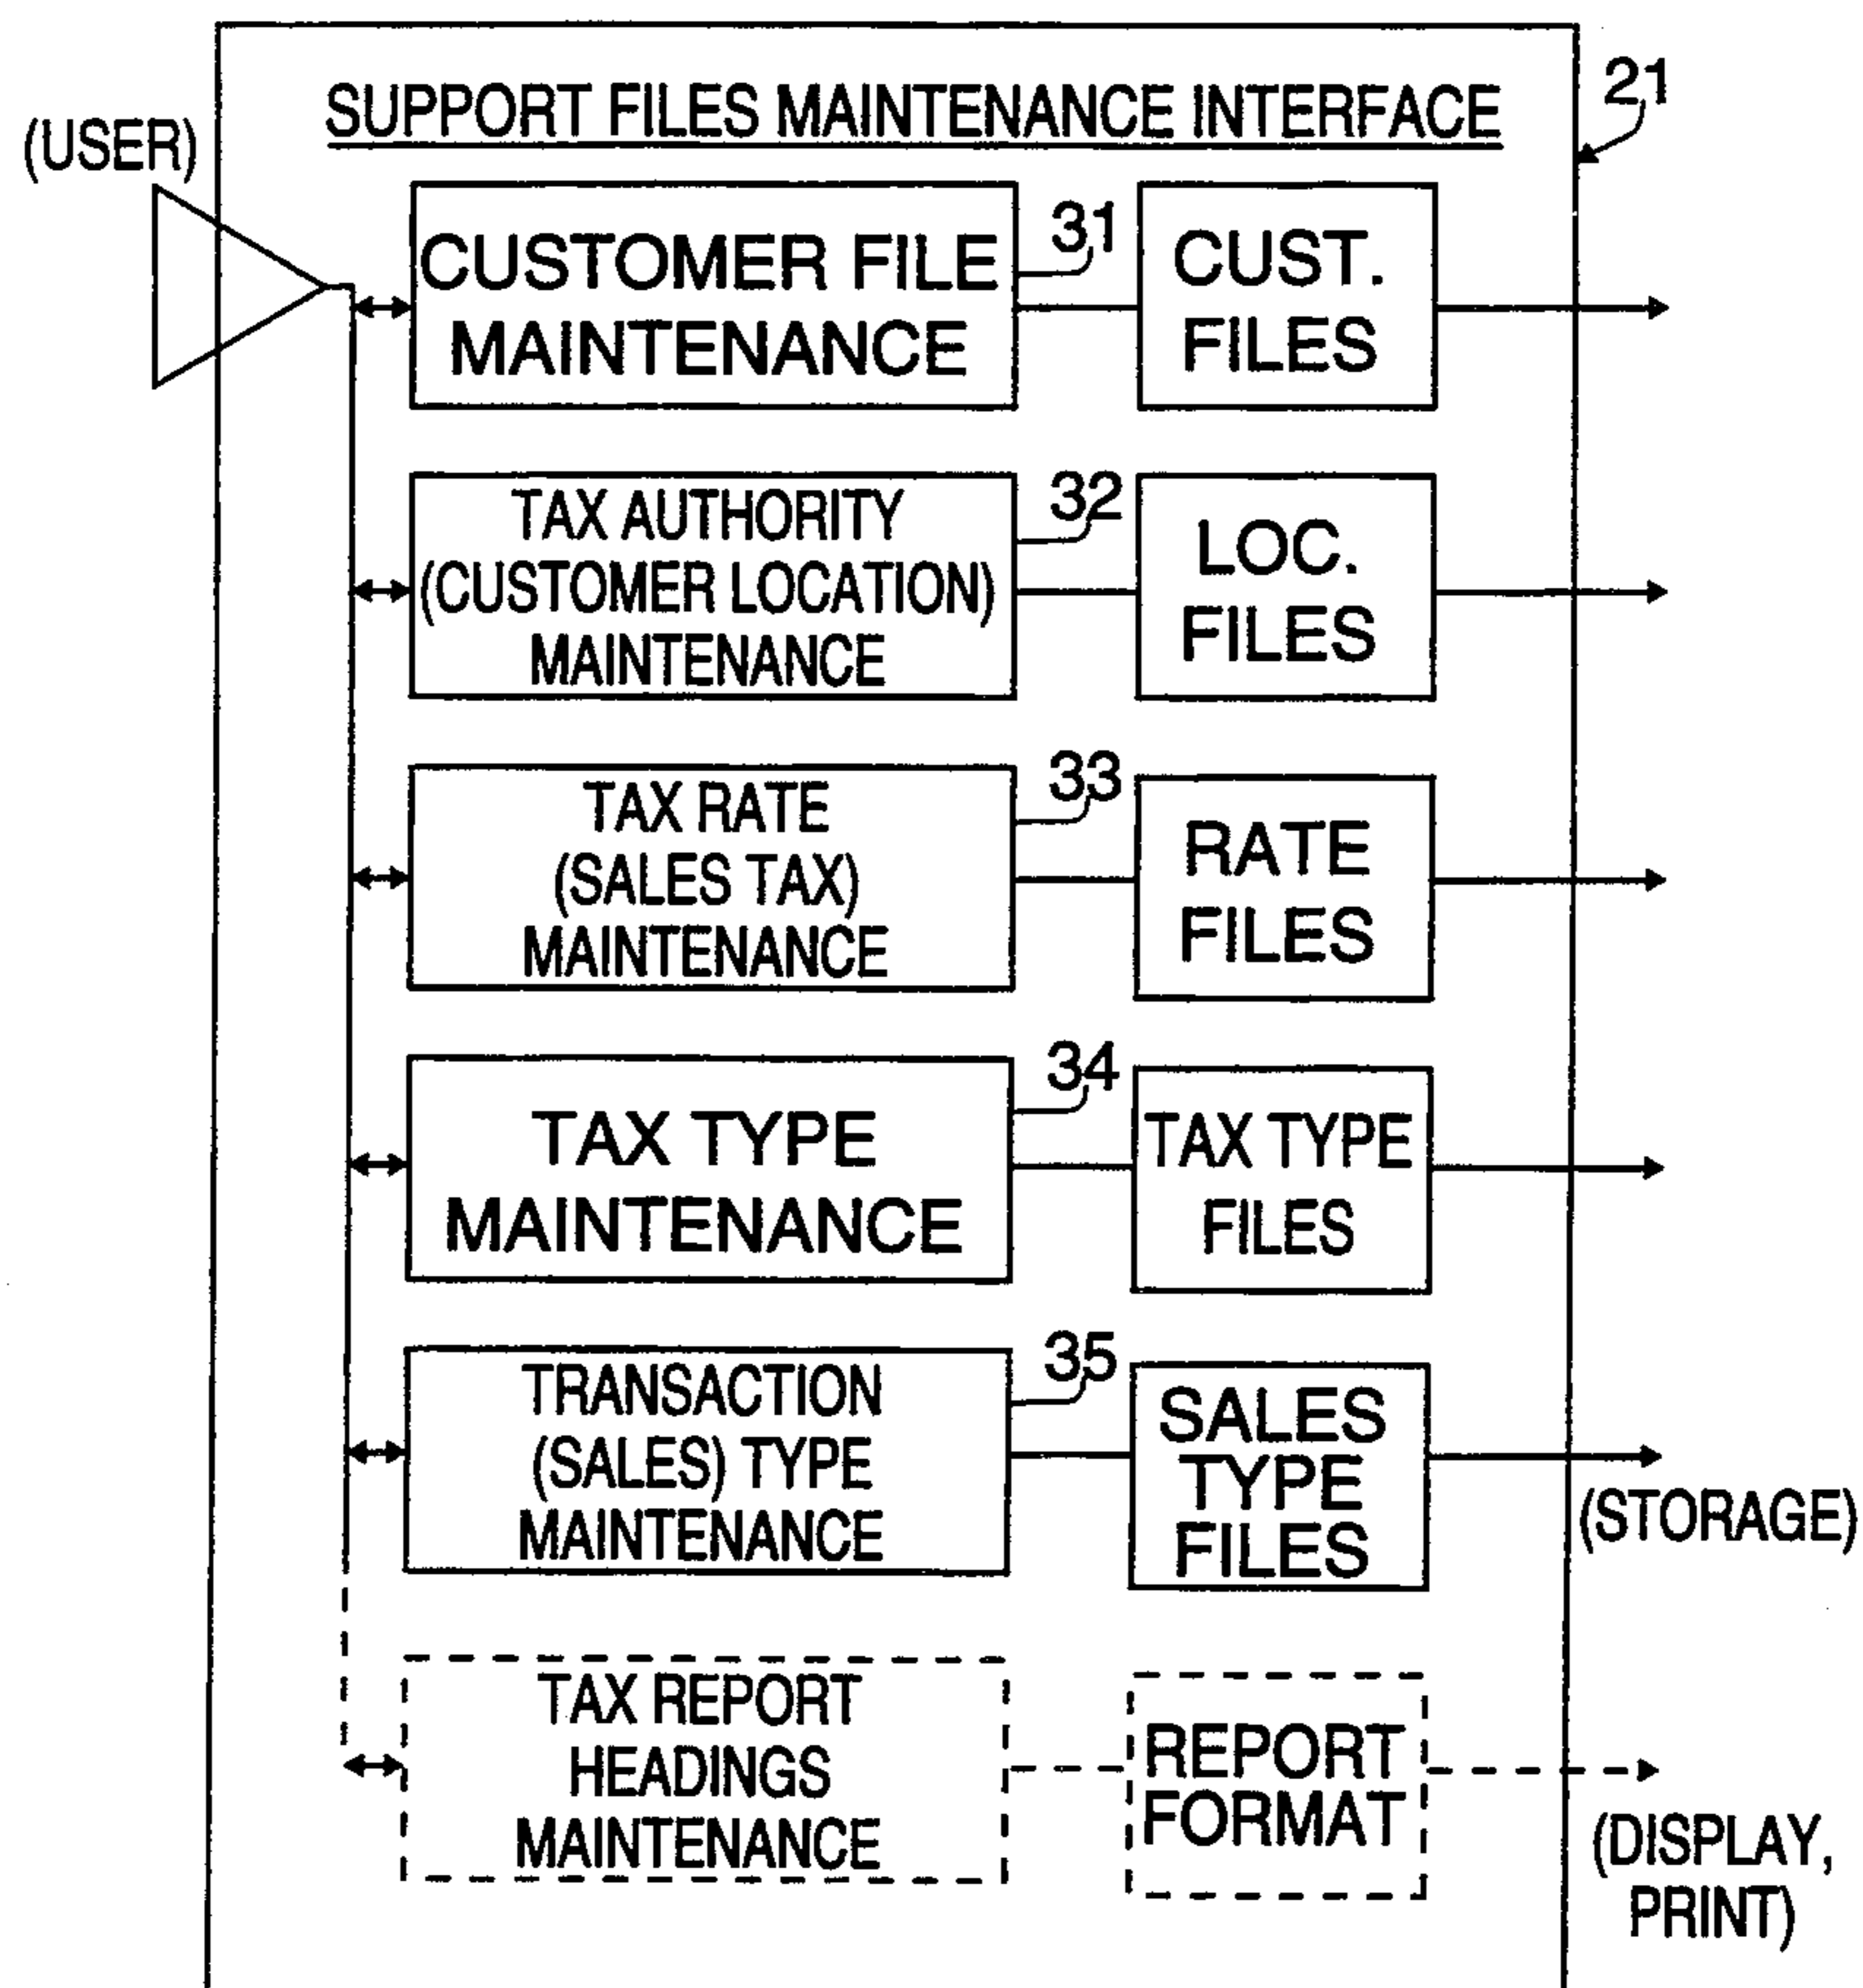 SUPPORT FILES MAINTENANCE INTERFACE
21
(USER)
CUSTOMER FILE
MAINTENANCE
31
CUST.
FILES
TAX AUTHORITY
(CUSTOMER LOCATION)
MAINTENANCE
32
LOC.
FILES
TAX RATE
(SALES TAX)
MAINTENANCE
33
RATE
FILES
TAX TYPE
MAINTENANCE
34
TAX TYPE
FILES
TRANSACTION
(SALES) TYPE
MAINTENANCE
35
SALES
TYPE
FILES
(STORAGE)
TAX REPORT
HEADINGS
MAINTENANCE
REPORT
FORMAT
(DISPLAY,
PRINT)